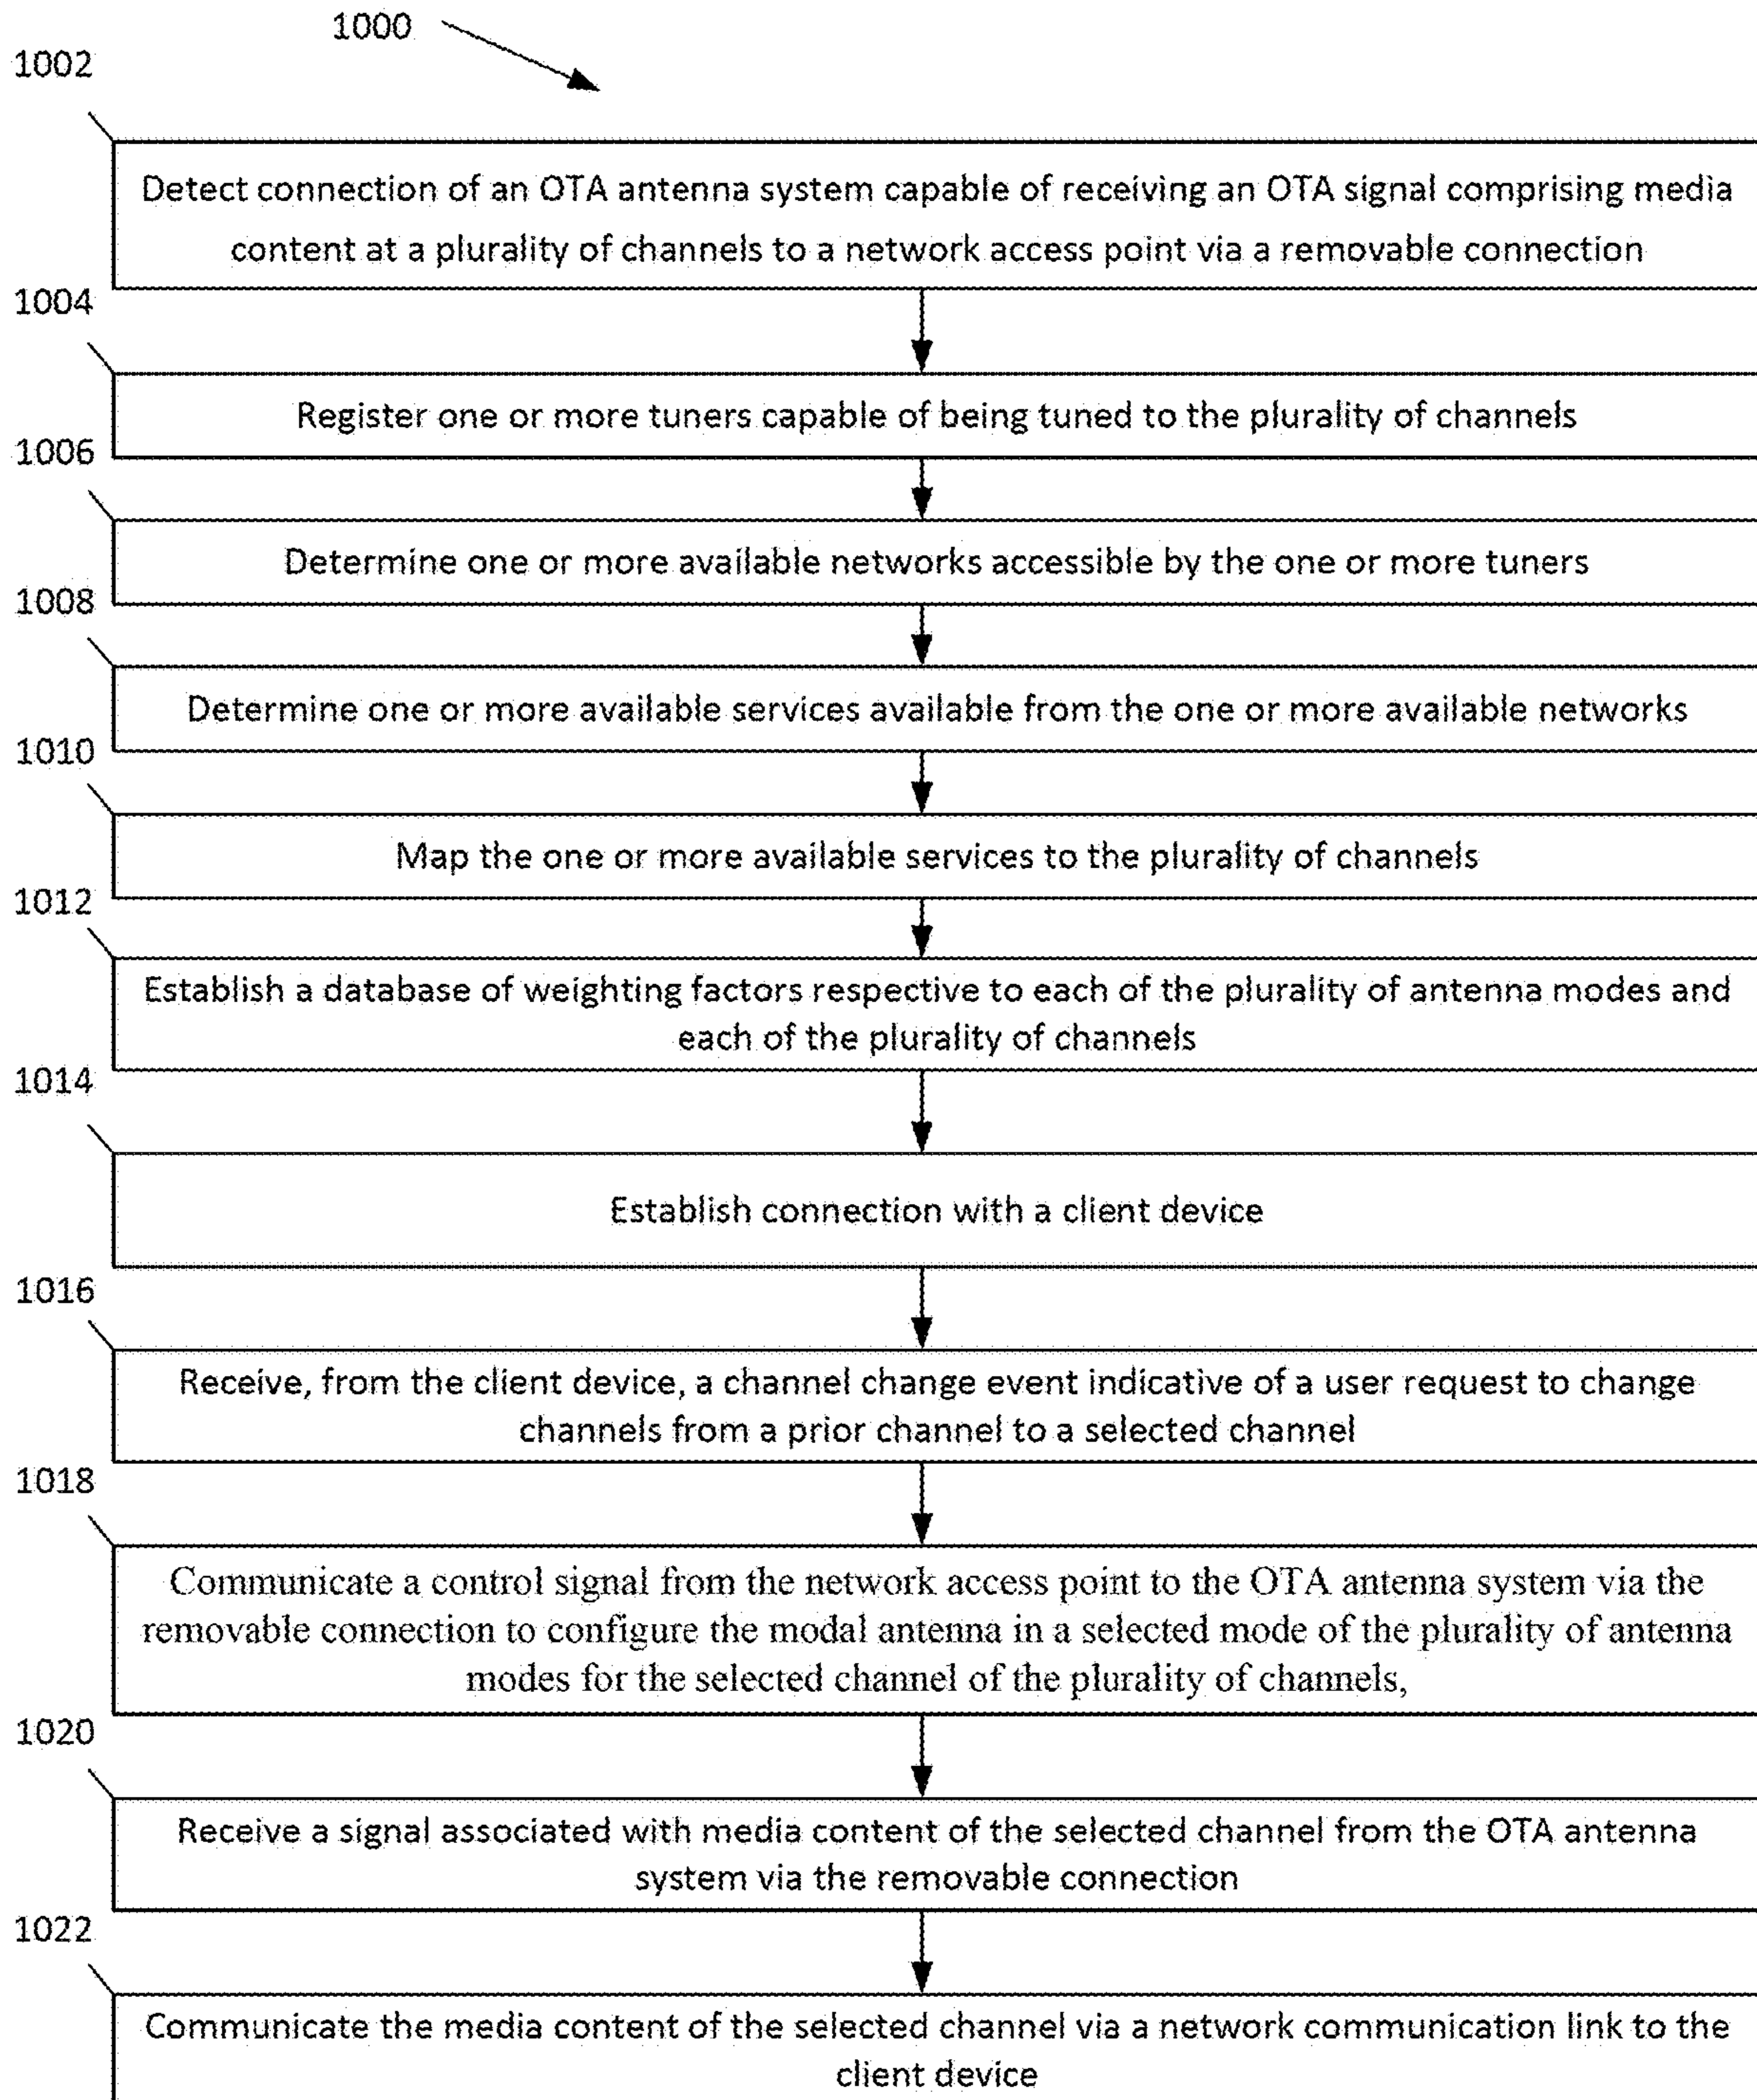 1000
1002
Detect connection of an OTA antenna system capable of receiving an OTA signal comprising media
content at a plurality of channels to a network access point via a removable connection
1004
Register one or more tuners capable of being tuned to the plurality of channels
1006
Determine one or more available networks accessible by the one or more tuners
1008
Determine one or more available services available from the one or more available networks
1010
Map the one or more available services to the plurality of channels
1012
Establish a database of weighting factors respective to each of the plurality of antenna modes and
each of the plurality of channels
1014
Establish connection with a client device
1016
Receive, from the client device, a channel change event indicative of a user request to change
channels from a prior channel to a selected channel
1018
Communicate a control signal from the network access point to the OTA antenna system via the
removable connection to configure the modal antenna in a selected mode of the plurality of antenna
modes for the selected channel of the plurality of channels,
1020
Receive a signal associated with media content of the selected channel from the OTA antenna
system via the removable connection
1022
Communicate the media content of the selected channel via a network communication link to the
client device